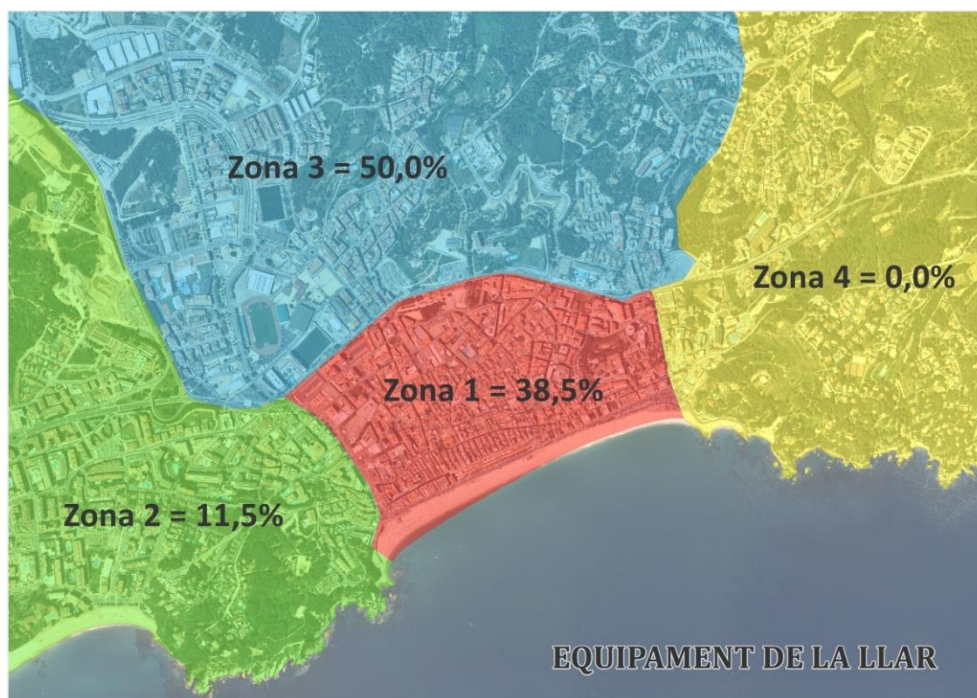 Zona 3 = 50,0%
Zona 4 = 0,0%
Zona 1 = 38,5%
Zona 2 = 11,5%
EQUIPAMENT DE LA LLAR